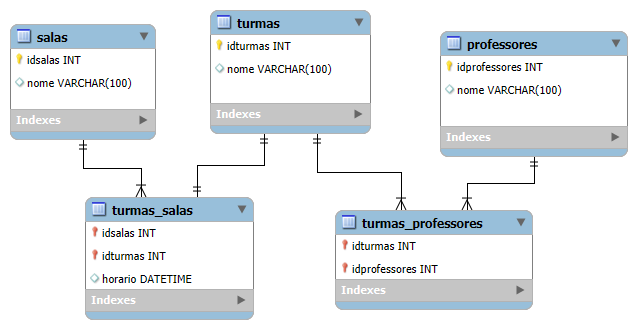 salas
idsalas INT
nome VARCHAR(100)
Indexes
turmas
idturmas INT
nome VARCHAR(100)
Indexes
professores
idprofessores INT
nome VARCHAR(100)
Indexes
turmas_salas
idsalas INT
idturmas INT
horario DATETIME
Indexes
turmas_professores
idturmas INT
idprofessores INT
Indexes